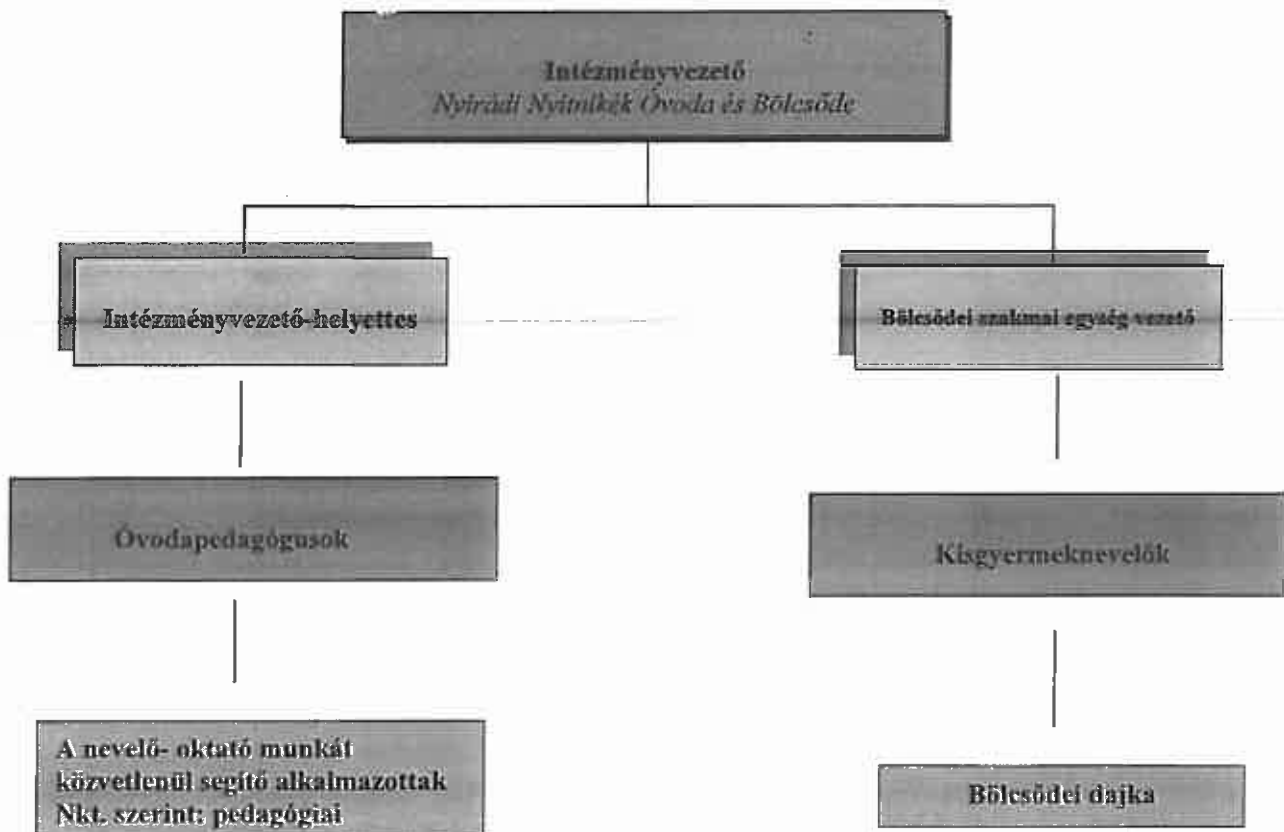 Intézményvezető
Nyirádi Nyitnikék Óvoda és Bölcsőde
Intézményvezető-helyettes
Bölcsődei szakmai egység vezető
Óvodapedagógusok
Kisgyermeknevelők
A nevelő- oktató munkát
közvetlenül segítő alkalmazottak
Nkt. szerint: pedagógiai
Bölcsődei dajka